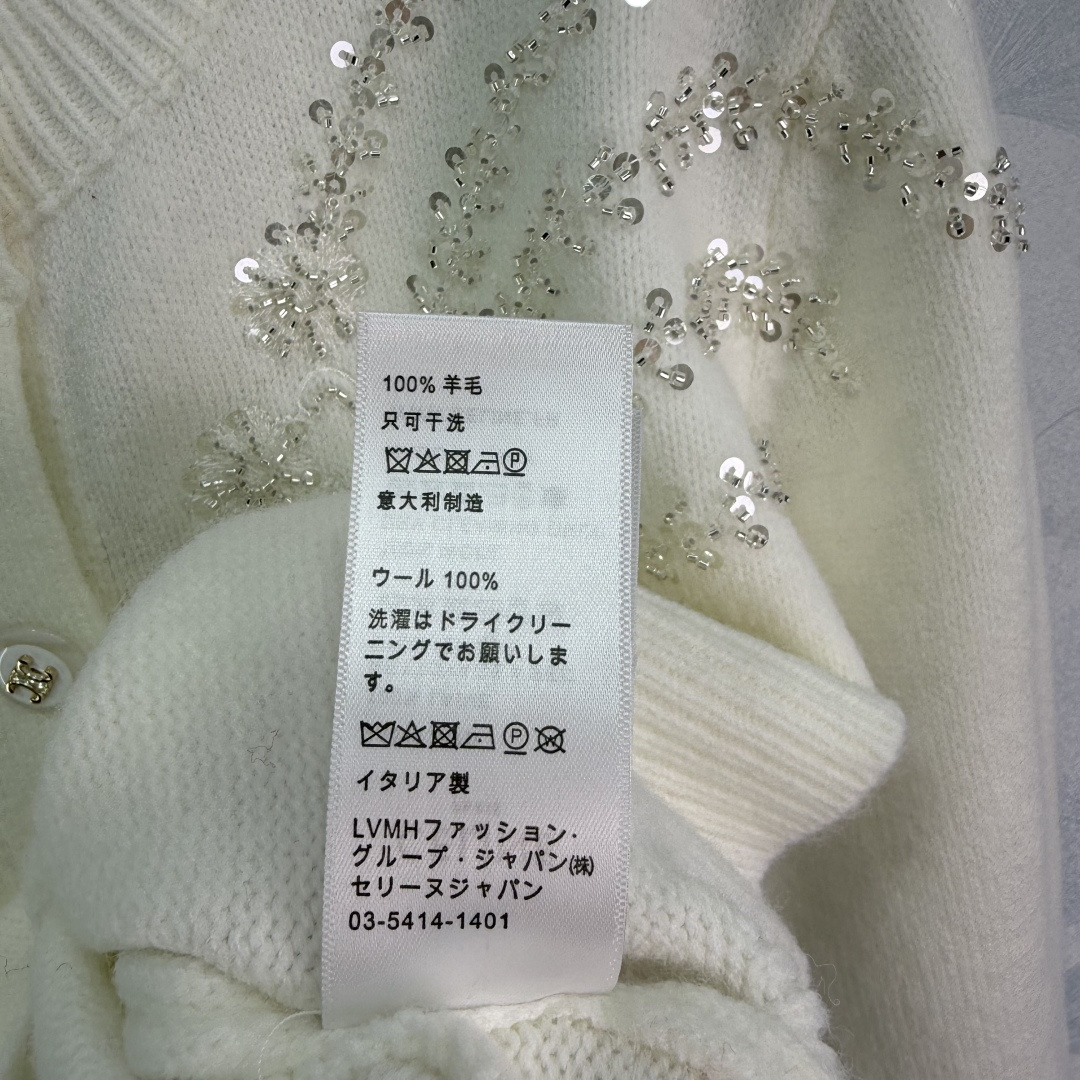 100% 羊毛
只可干洗
P
意大利制造
ウール 100%
洗濯はドライクリー
ニングでお願いしま
す。
P W
イタリア製
LVMHファッション·
グループ · ジャパン㈱
セリーヌジャパン
03-5414-1401